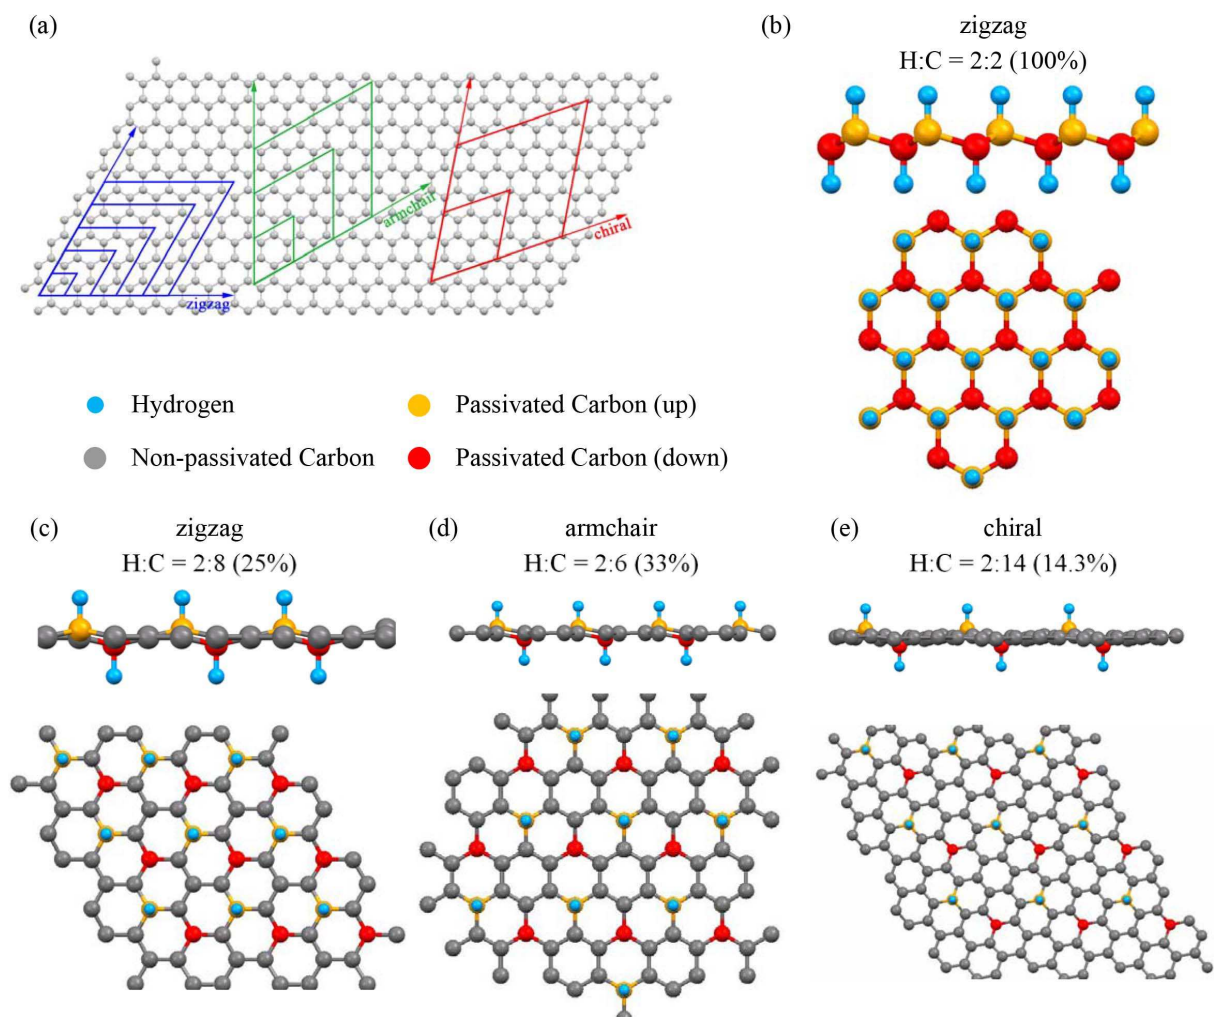 (a)
zigzag
armchair
chiral
(b)
zigzag
H:C = 2:2 (100%)
Hydrogen
Passivated Carbon (up)
Non-passivated Carbon
Passivated Carbon (down)
(c)
zigzag
H:C = 2:8 (25%)
(d)
armchair
H:C = 2:6 (33%)
(e)
chiral
H:C = 2:14 (14.3%)